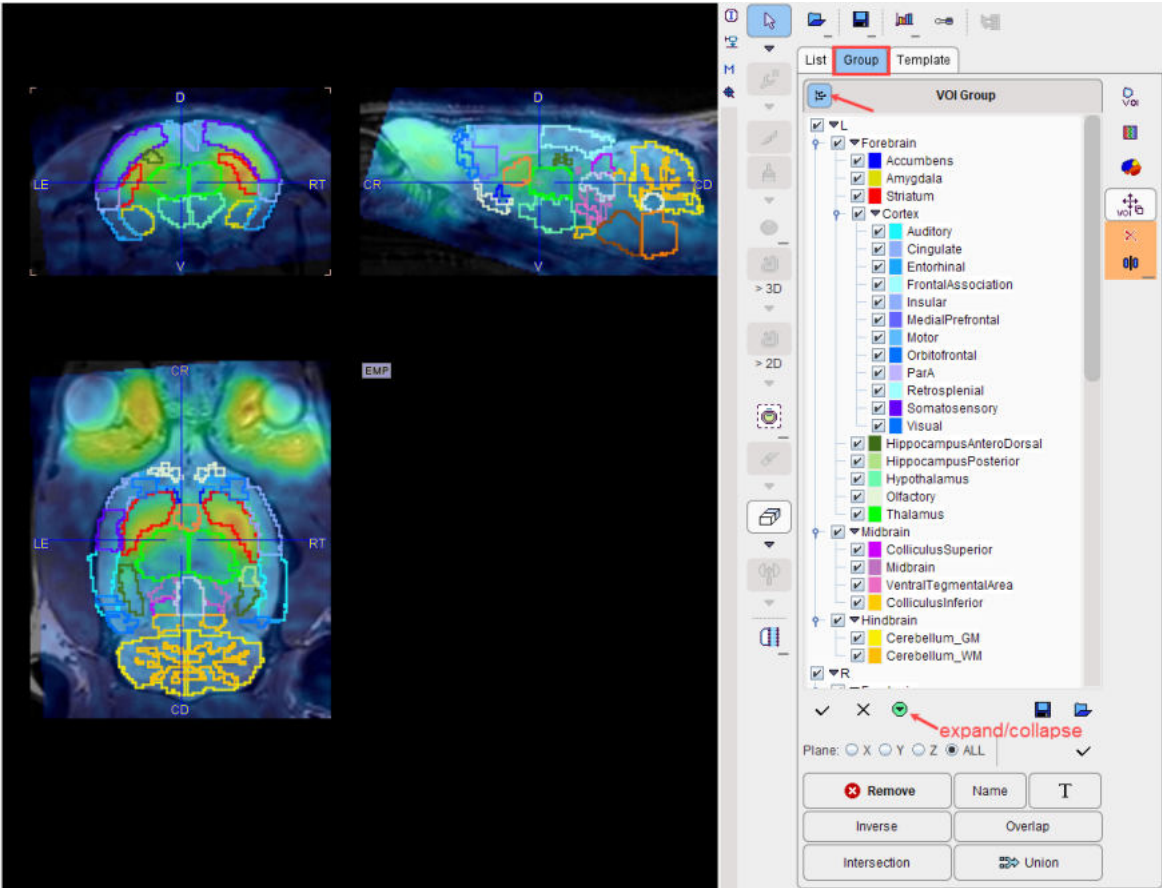 D
LE
RT
V
D
CR
CD
V
CR
LE
RT
CD
EMP
M
> 3D
> 2D
List
Group
Template
VOI Group
L
Forebrain
Accumbens
Amygdala
Striatum
Cortex
Auditory
Cingulate
Entorhinal
FrontalAssociation
Insular
MedialPrefrontal
Motor
Orbitofrontal
ParA
Retrosplenial
Somatosensory
Visual
HippocampusAnteroDorsal
HippocampusPosterior
Hypothalamus
Olfactory
Thalamus
Midbrain
ColliculusSuperior
Midbrain
VentralTegmentalArea
ColliculusInferior
Hindbrain
Cerebellum_GM
Cerebellum_WM
R
expand/collapse
Plane: X Y Z ALL
Remove
Name
T
Inverse
Overlap
Intersection
Union
VOI
VOI